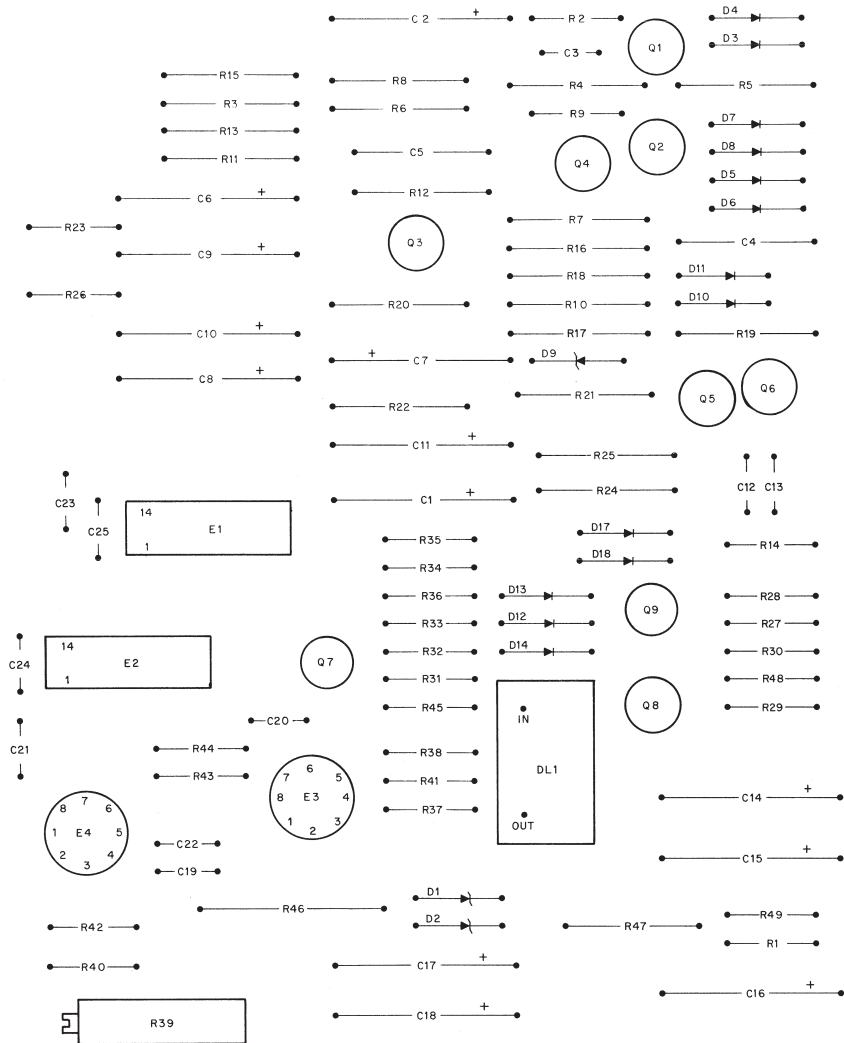 C2 + R2 D4
D3
C3 Q1
R15 R8 R4 R5
R3 R6 R9
R13 D7
Q2
R11 C5 Q4 D8
D5
C6 + R12 D6
R23 R7
Q3 C4
C9 + R16
R18 D11
R26 R20 R10 D10
C10 + R17 R19
+ C7 D9
C8 + R21 Q5 Q6
R22
C11 +
R25
C23 C1 + R24 C12 C13
C25 14 E1
1
R35 D17 R14
R34 D18
R36 D13 Q9 R28
R33 D12 R27
14
C24 E2 Q7 R32 D14 R30
1 R31 R48
R45 IN Q8 R29
C20
C21 R44 R38
R43 6
7 5 R41 DL1
8 E3 4 C14 +
7
8 6 R37
1 3 OUT
1 E4 5 2
C22
2 4 C15 +
3 C19
R46 D1 R49
R42 D2 R47 R1
R40 C17 +
C16 +
R39 C18 +